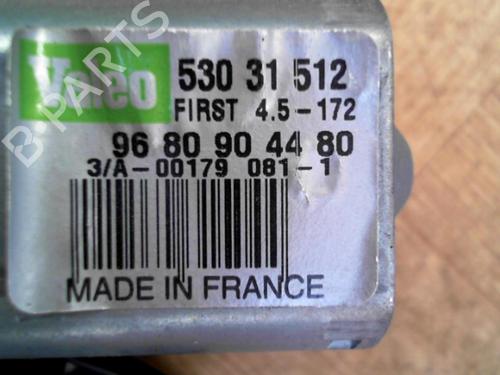 B-PARTS
Valeo
530 31 512
FIRST 4.5-172
96 80 90 44 80
3/A-00179 081-1
MADE IN FRANCE